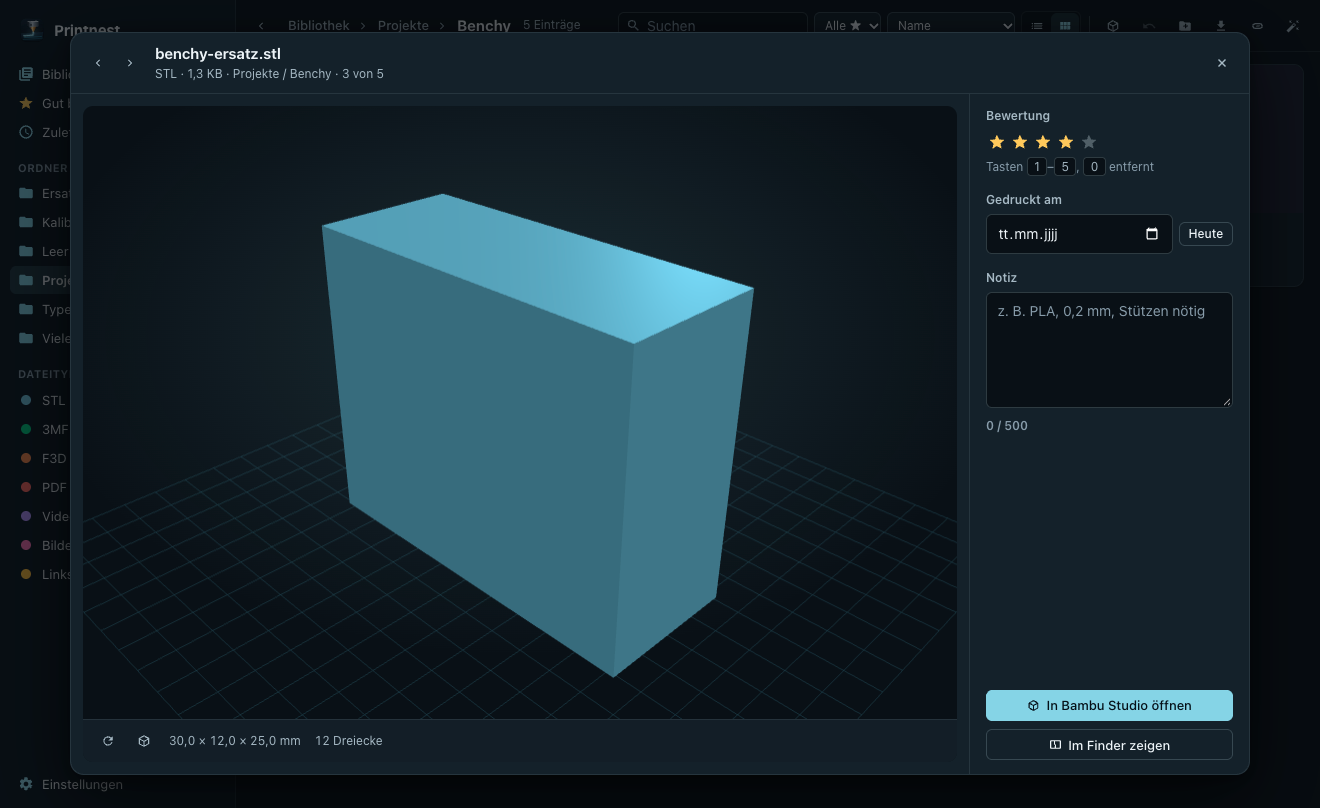 Printnest
Bibliothek
Projekte
Benchy
5 Einträge
Suchen
Alle ★
Name
benchy-ersatz.stl
STL · 1,3 KB · Projekte / Benchy · 3 von 5
Gut
ORDNER
STL
3MF
F3D
PDF
Links
Einstellungen
30,0 × 12,0 × 25,0 mm
12 Dreiecke
Bewertung
Tasten 1–5, 0 entfernt
Gedruckt am
tt.mm.jjjj
Heute
Notiz
z. B. PLA, 0,2 mm, Stützen nötig
0 / 500
In Bambu Studio öffnen
Im Finder zeigen